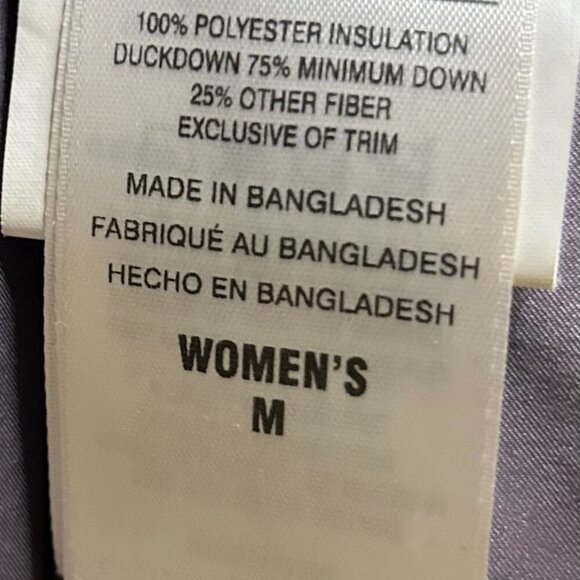 100% POLYESTER INSULATION
DUCKDOWN 75% MINIMUM DOWN
25% OTHER FIBER
EXCLUSIVE OF TRIM
MADE IN BANGLADESH
FABRIQUÉ AU BANGLADESH
HECHO EN BANGLADESH
WOMEN'S
M